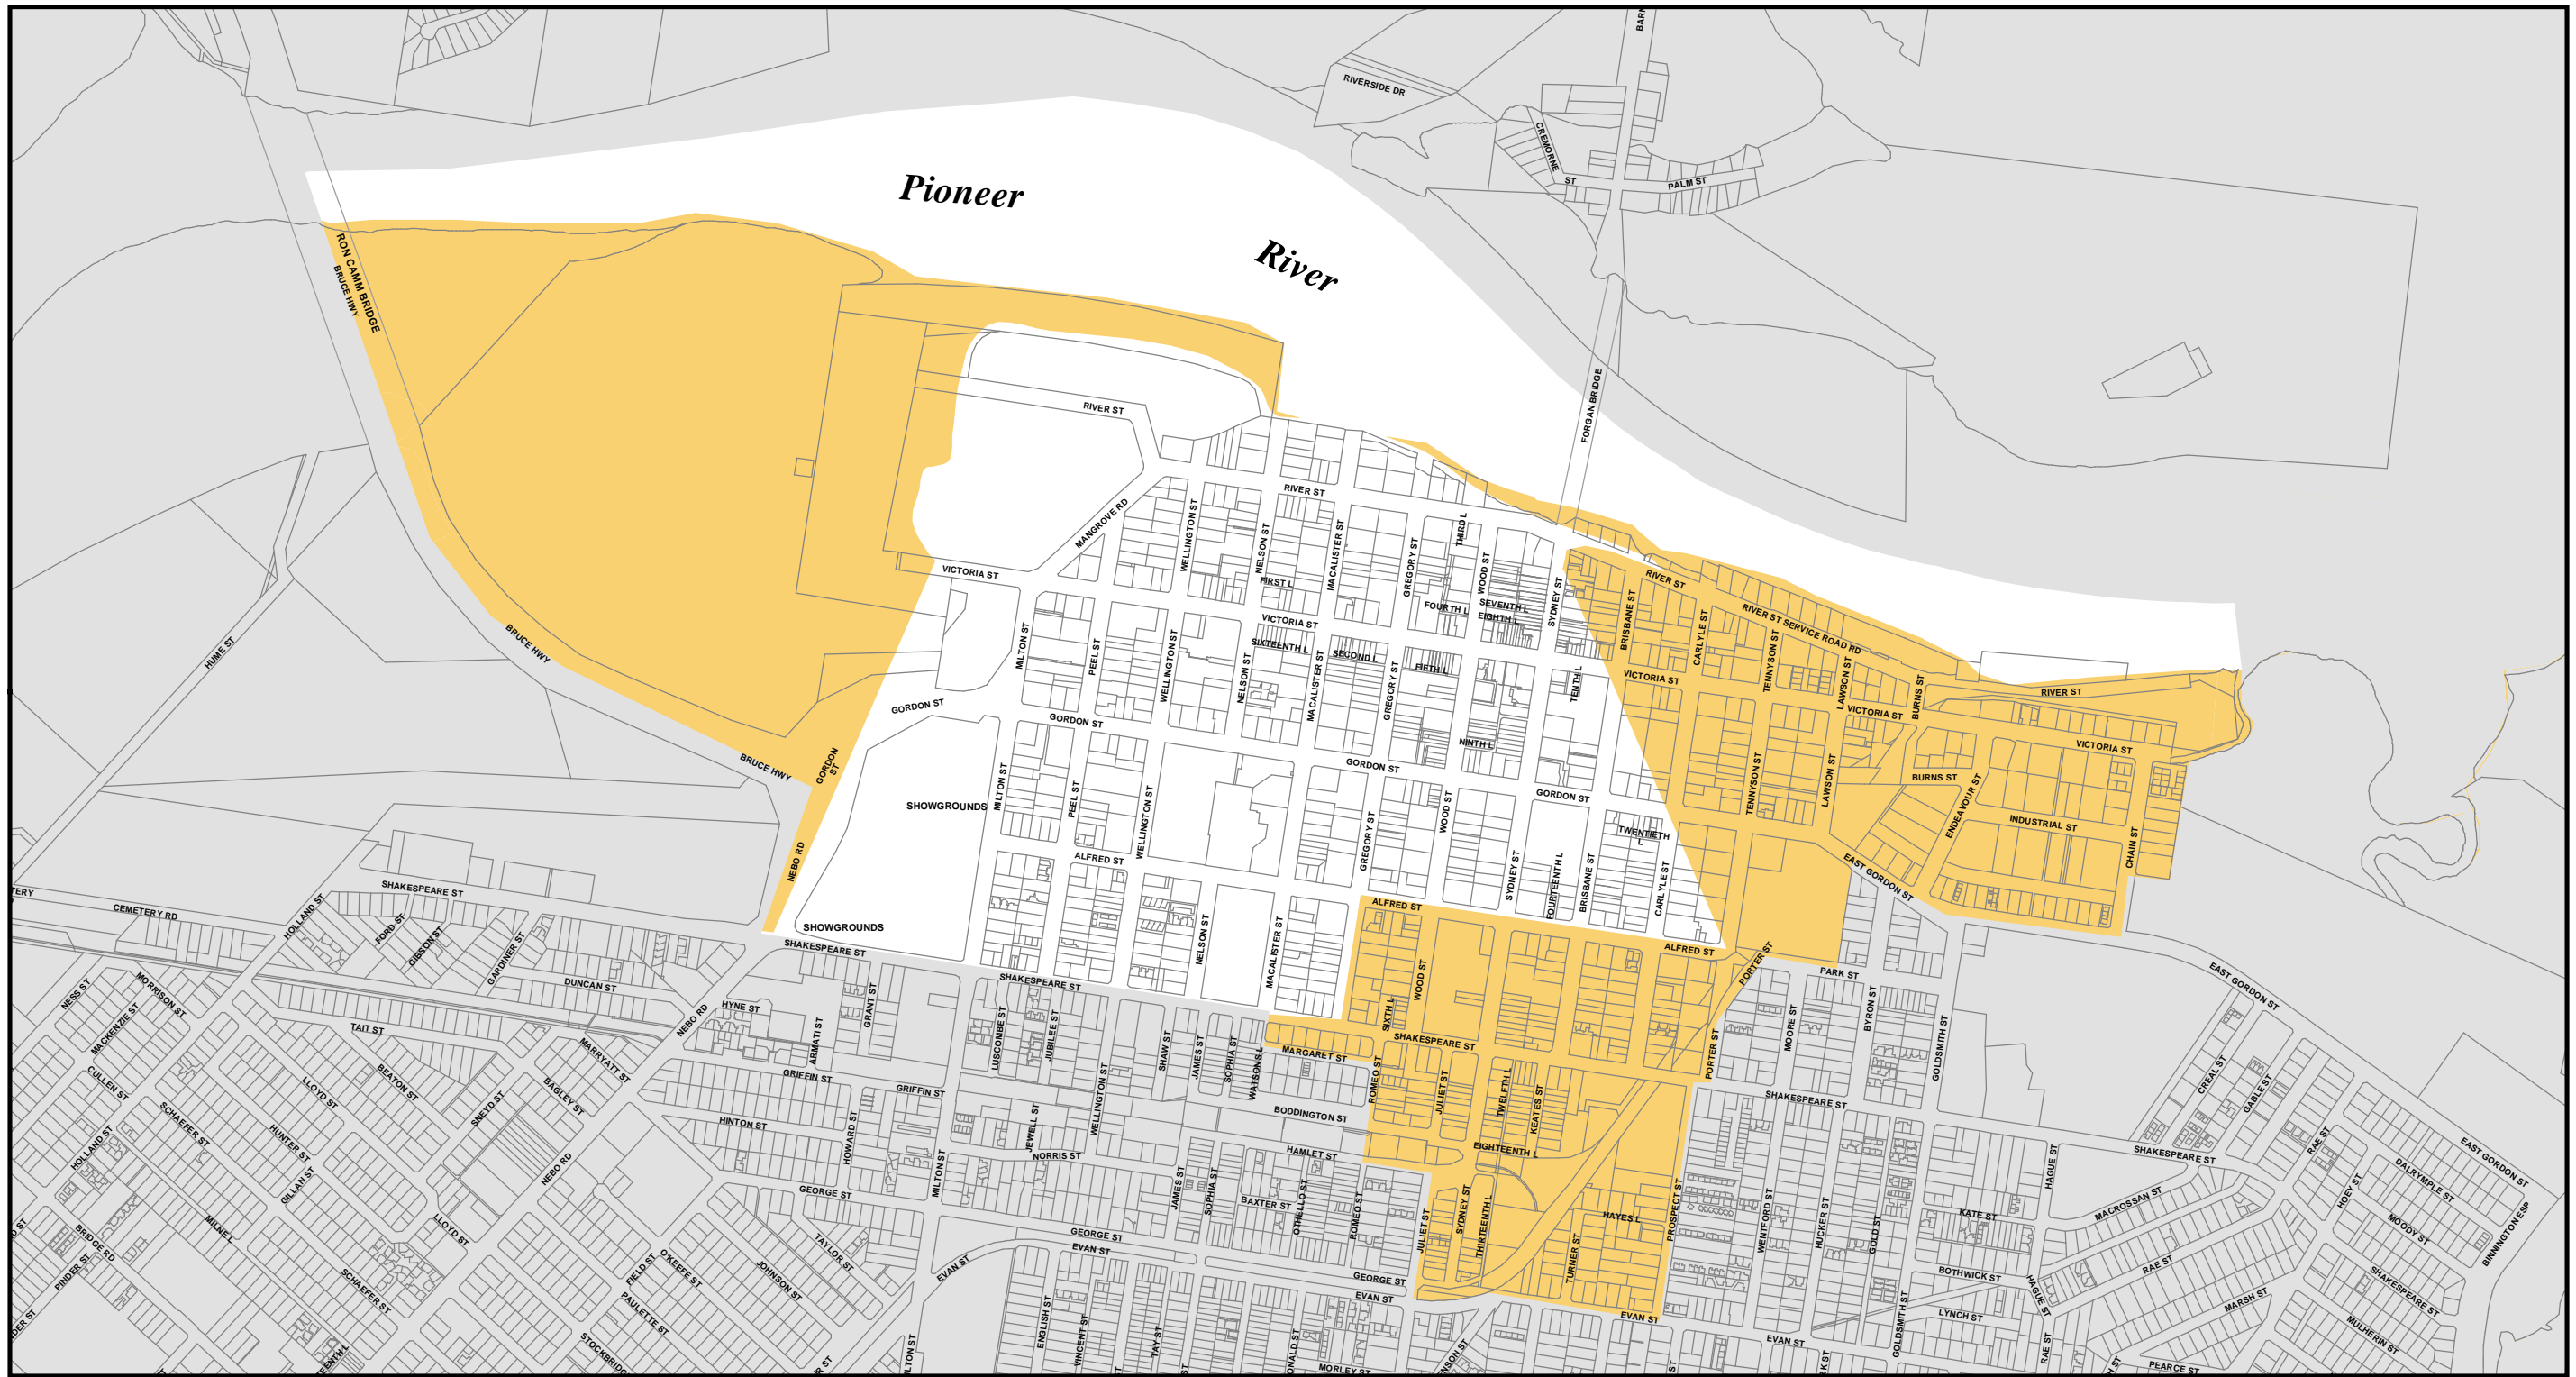 BARN
RIVERSIDE DR
CREMORNE
ST
PALM ST
Pioneer
River
RON CAMM BRIDGE
BRUCE HWY
FORGAN BRIDGE
RIVER ST
RIVER ST
MANGROVE RD
WELLINGTON ST
NELSON ST
MACALISTER ST
GREGORY ST
THIRD L
WOOD ST
SYDNEY ST
FIRST L
FOURTH L
SEVENTH L
EIGHTH L
VICTORIA ST
VICTORIA ST
SIXTEENTH L
SECOND L
FIFTH L
TENTH L
NINTH L
RIVER ST
BRISBANE ST
CARLYLE ST
RIVER ST SERVICE ROAD RD
TENNYSON ST
LAWSON ST
BURNS ST
VICTORIA ST
VICTORIA ST
RIVER ST
VICTORIA ST
HUME ST
BRUCE HWY
BRUCE HWY
MILTON ST
PEEL ST
WELLINGTON ST
NELSON ST
MACALISTER ST
GREGORY ST
GORDON ST
GORDON ST
GORDON ST
GORDON ST
GORDON
ST
TENNYSON ST
LAWSON ST
BURNS ST
ENDEAVOUR ST
INDUSTRIAL ST
CHAIN ST
SHOWGROUNDS
MILTON ST
PEEL ST
WELLINGTON ST
GREGORY ST
WOOD ST
SYDNEY ST
FOURTEENTH L
BRISBANE ST
TWENTIETH
L
CARLYLE ST
EAST GORDON ST
NEBO RD
ALFRED ST
ALFRED ST
ALFRED ST
SHOWGROUNDS
NELSON ST
MACALISTER ST
TERY
CEMETERY RD
SHAKESPEARE ST
HOLLAND ST
FORD ST
GIBSON ST
GARDINER ST
DUNCAN ST
SHAKESPEARE ST
SHAKESPEARE ST
SHAKESPEARE ST
WOOD ST
SIXTH L
PORTER ST
PARK ST
EAST GORDON ST
NESS ST
MORRISON ST
MACKENZIE ST
TAIT ST
NEBO RD
HYNE ST
GRANT ST
ARMATI ST
LUSCOMBE ST
JUBILEE ST
SHAW ST
JAMES ST
SOPHIA ST
WATSONS L
MARGARET ST
ROMEO ST
JULIET ST
TWELFTH L
KEATES ST
PORTER ST
MOORE ST
BYRON ST
GOLDSMITH ST
CREAL ST
GABLE ST
CULLEN ST
MARRYATT ST
BEATON ST
LLOYD ST
BAGLEY ST
SNEYD ST
GRIFFIN ST
GRIFFIN ST
WELLINGTON ST
BODDINGTON ST
SHAKESPEARE ST
SCHAEFER ST
HUNTER ST
HOLLAND ST
HINTON ST
HOWARD ST
JEWELL ST
NORRIS ST
HAMLET ST
EIGHTEENTH L
RAE ST
SHAKESPEARE ST
EAST GORDON ST
HAGUE ST
DALRYMPLE ST
HOEY ST
NEBO RD
GILLAN ST
MILTON ST
GEORGE ST
JAMES ST
SOPHIA ST
BAXTER ST
OTHELLO ST
ROMEO ST
JULIET ST
SYDNEY ST
THIRTEENTH L
HAYES L
PROSPECT ST
WENTFORD ST
HUCKER ST
GOLD ST
KATE ST
MACROSSAN ST
MOODY ST
BINNINGTON ESP
MILNE L
LLOYD ST
BRIDGE RD
PINDER ST
GEORGE ST
EVAN ST
EVAN ST
TAYLOR ST
TURNER ST
BOTHWICK ST
RAE ST
SCHAEFER ST
FIELD ST
O'KEEFE ST
JOHNSON ST
GEORGE ST
EVAN ST
EVAN ST
HAGUE ST
SHAKESPEARE ST
MARSH ST
LYNCH ST
PAULETTE ST
ENGLISH ST
VINCENT ST
TAY ST
GOLDSMITH ST
EVAN ST
RAE ST
MULHERIN ST
MORLEY ST
PEARCE ST